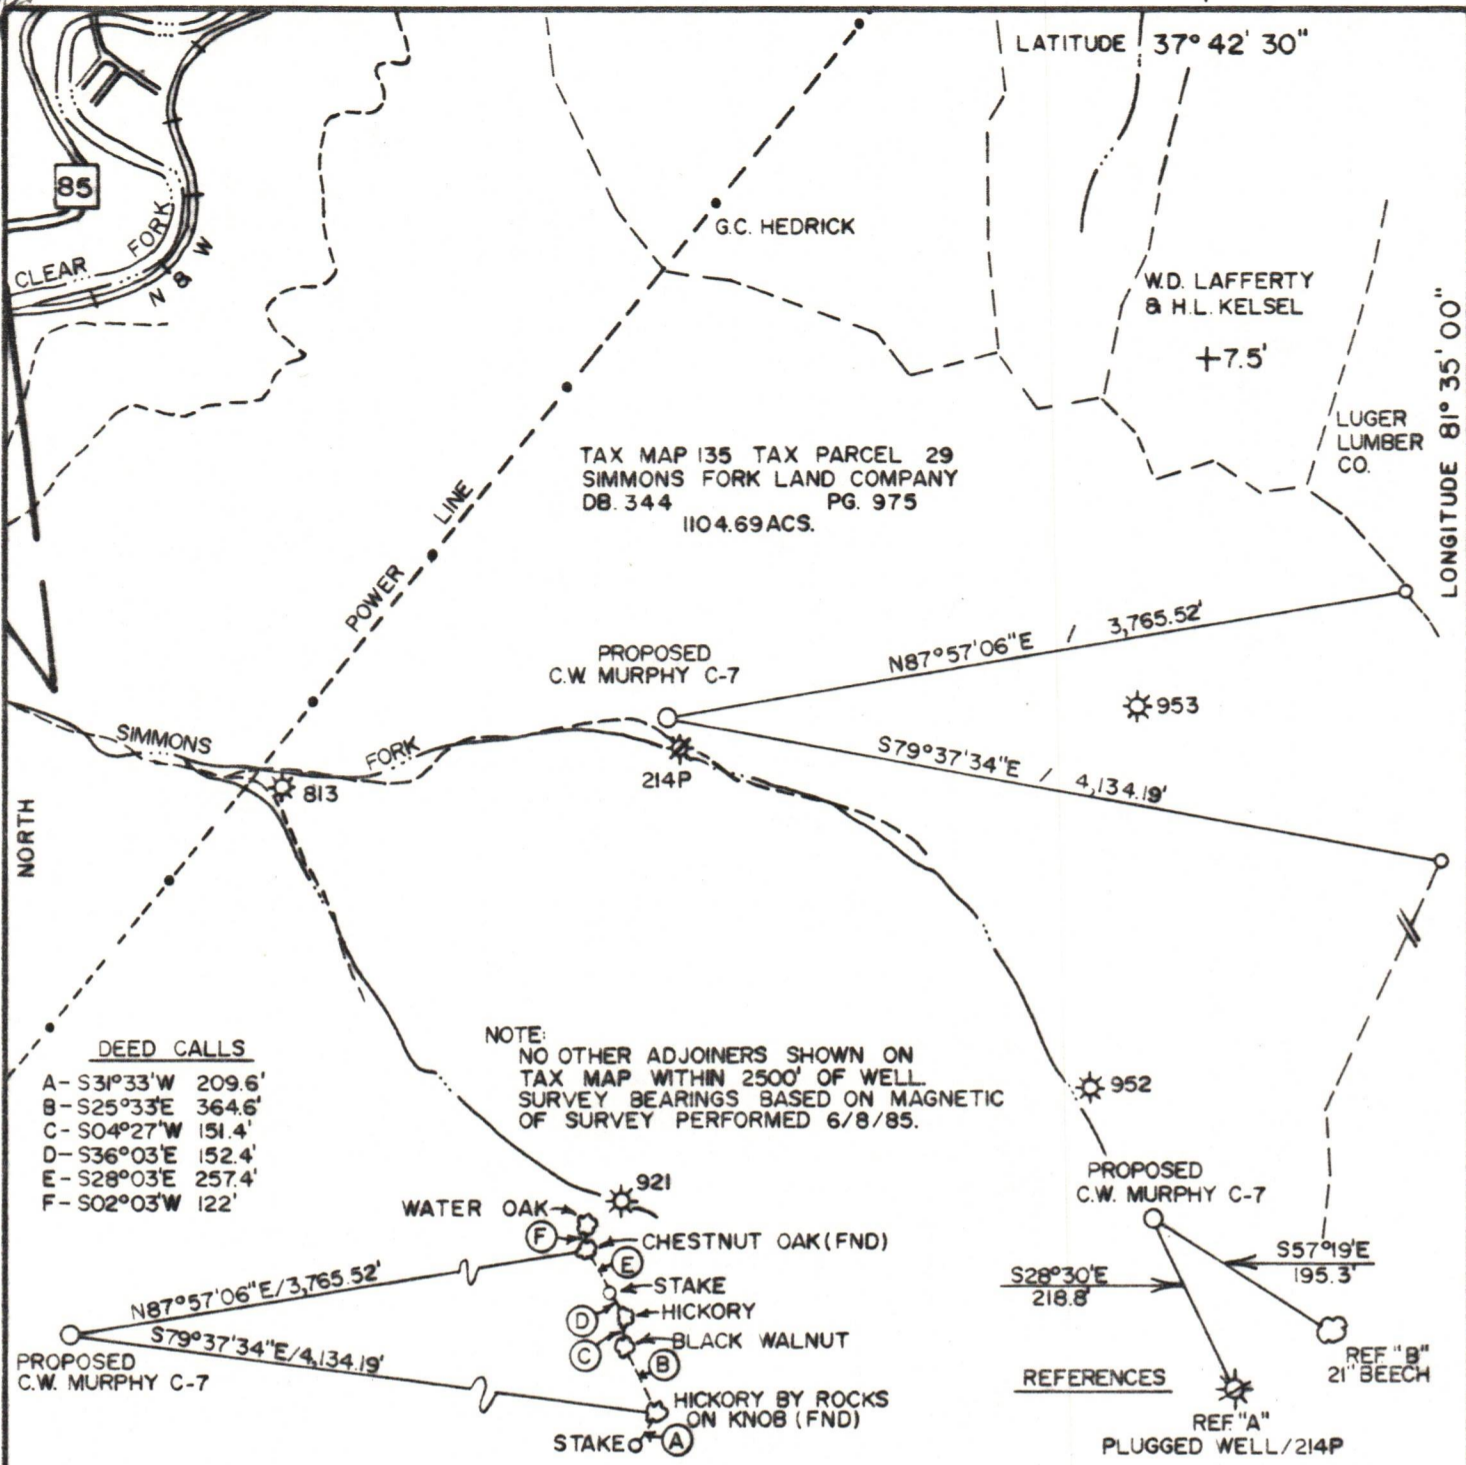 LATITUDE 37° 42' 30"
85
CLEAR FORK
N & W
G.C. HEDRICK
W.D. LAFFERTY
& H.L. KELSEL
+7.5'
LONGITUDE 81° 35' 00"
LUGER
LUMBER
CO.
TAX MAP 135 TAX PARCEL 29
SIMMONS FORK LAND COMPANY
DB. 344 PG. 975
1104.69 ACS.
POWER LINE
PROPOSED
C.W. MURPHY C-7
N87°57'06"E / 3,765.52'
953
SIMMONS FORK
214P
S79°37'34"E / 4,134.19'
813
NORTH
DEED CALLS
A- S31°33'W 209.6'
B- S25°33'E 364.6'
C- S04°27'W 151.4'
D- S36°03'E 152.4'
E- S28°03'E 257.4'
F- S02°03'W 122'
NOTE:
NO OTHER ADJOINERS SHOWN ON
TAX MAP WITHIN 2500' OF WELL.
SURVEY BEARINGS BASED ON MAGNETIC
OF SURVEY PERFORMED 6/8/85.
952
921
WATER OAK
F
CHESTNUT OAK (FND)
E
STAKE
D
HICKORY
C
BLACK WALNUT
B
HICKORY BY ROCKS
ON KNOB (FND)
STAKE
A
N87°57'06"E/3,765.52'
S79°37'34"E/4,134.19'
PROPOSED
C.W. MURPHY C-7
PROPOSED
C.W. MURPHY C-7
S57°19'E
195.3'
S28°30'E
218.8'
REFERENCES
REF. "B"
21" BEECH
REF. "A"
PLUGGED WELL/214P